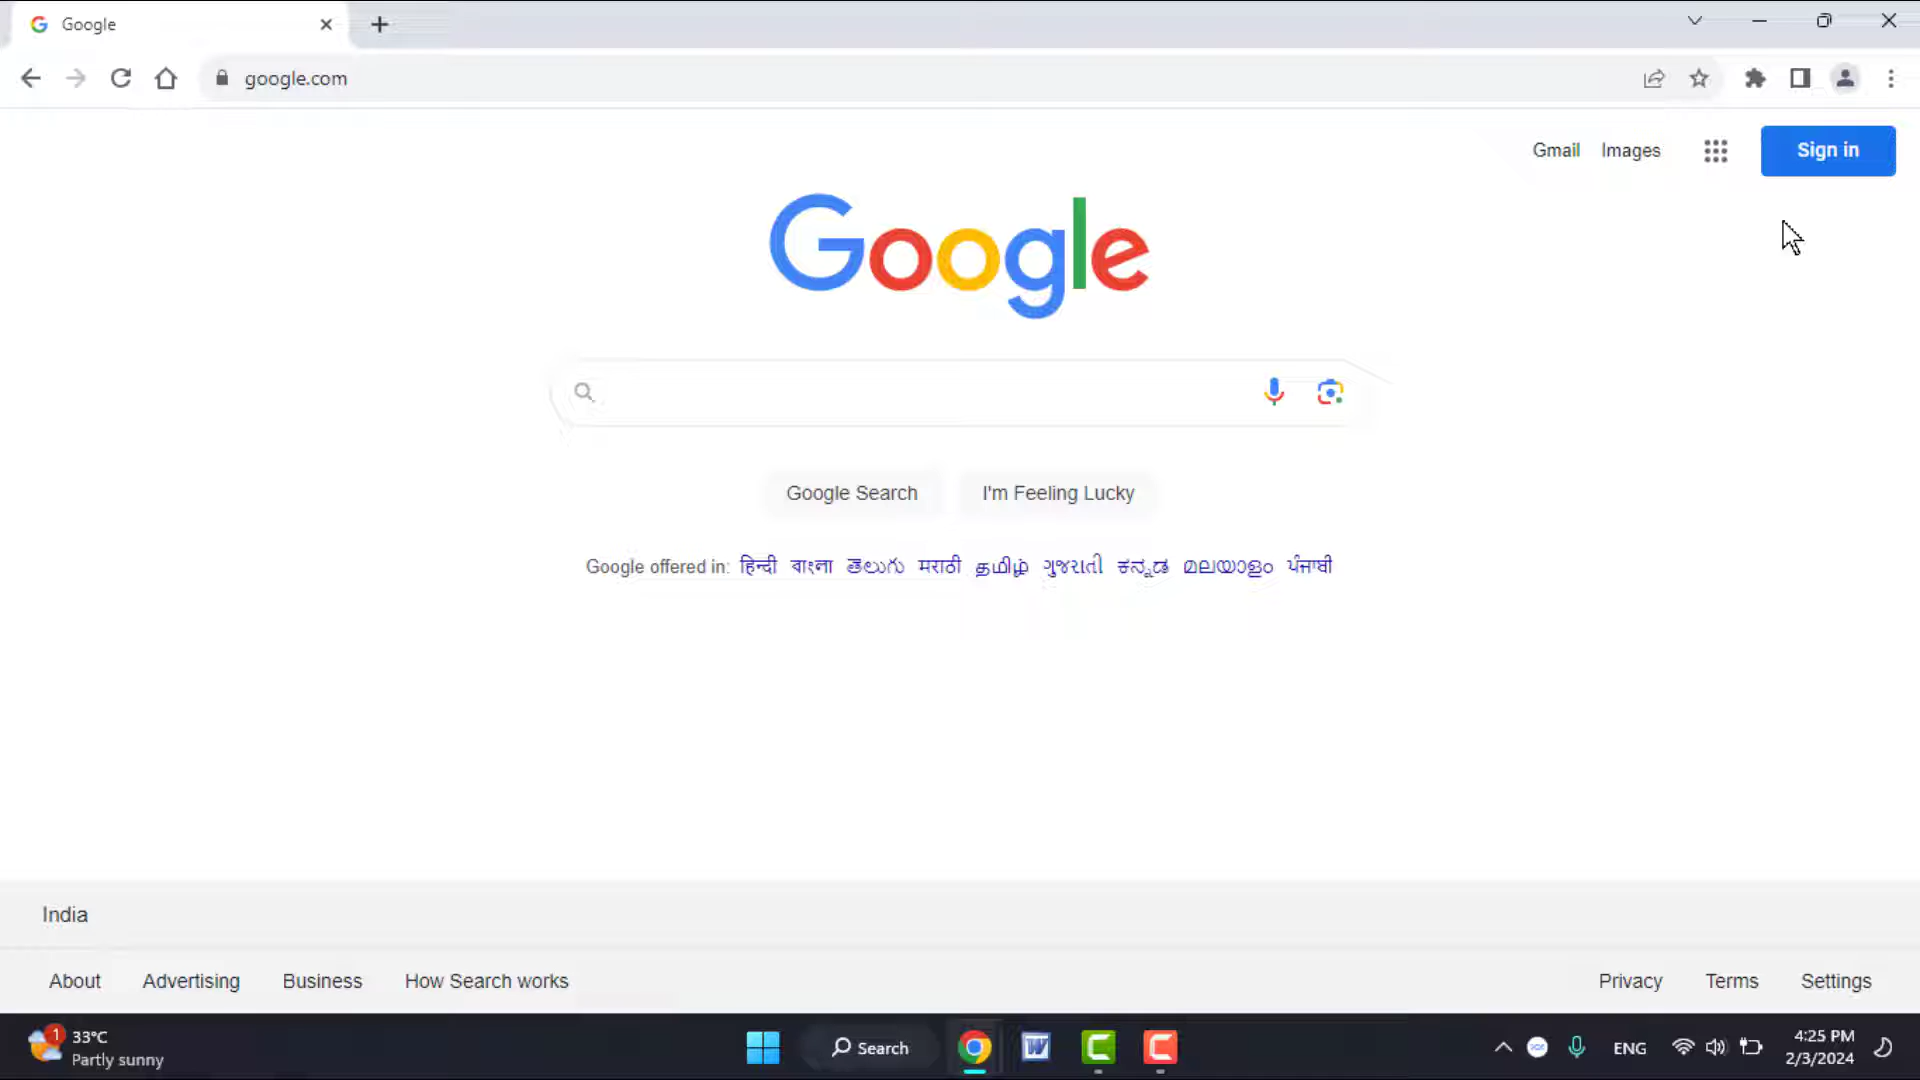 Google
google.com
Gmail Images Sign in
Google
Google Search I'm Feeling Lucky
Google offered in: हिन्दी বাংলা తెలుగు मराठी தமிழ் ગુજરાતી ಕನ್ನಡ മലയാളം ਪੰਜਾਬੀ
India
About Advertising Business How Search works Privacy Terms Settings
1 33°C
Partly sunny
Search
ENG
4:25 PM
2/3/2024